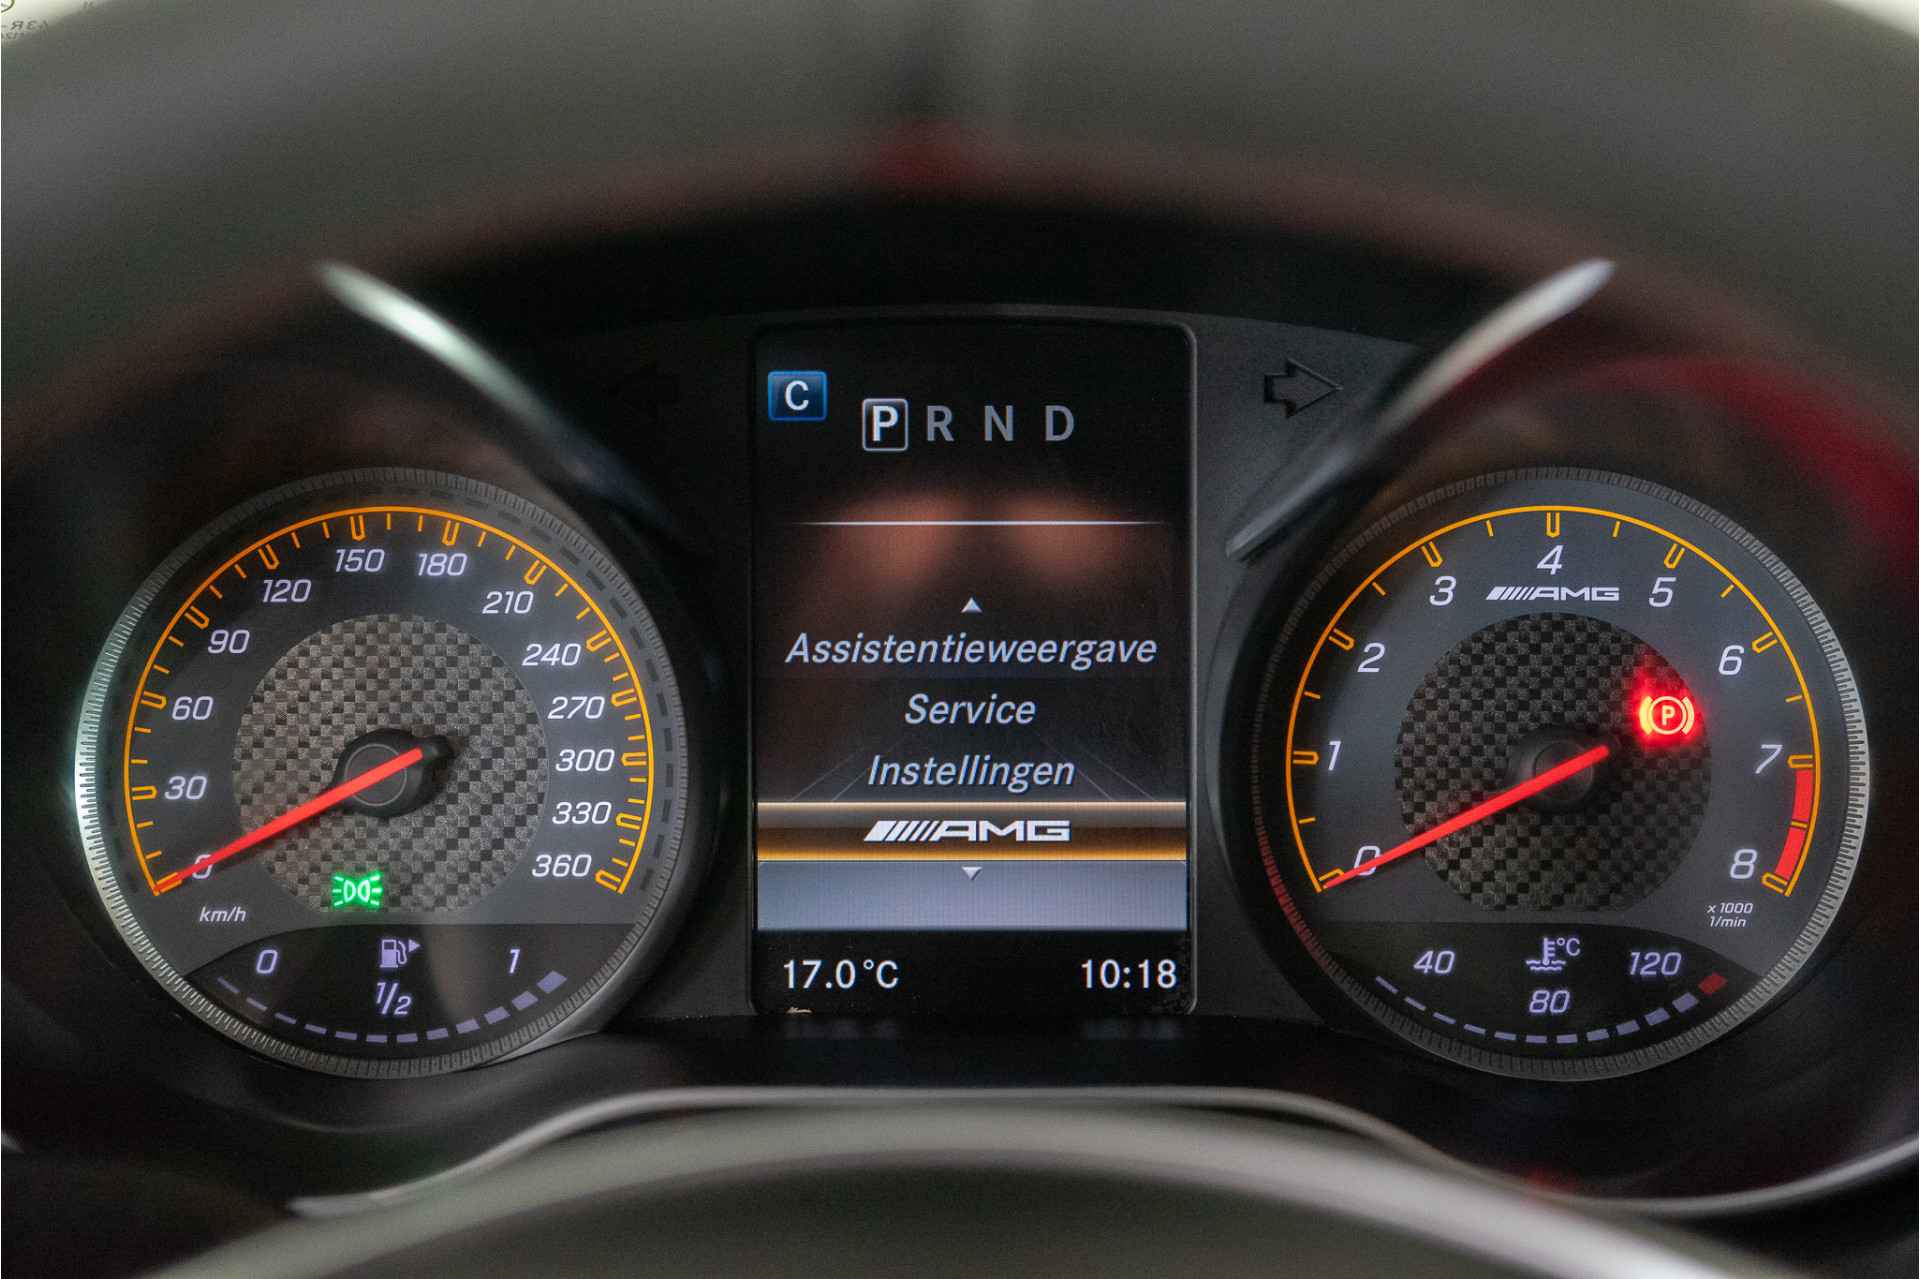 C
P R N D
Assistentieweergave
Service
Instellingen
AMG
17.0°C 10:18
0
30
60
90
120
150
180
210
240
270
300
330
360
km/h
0 1/2 1
0
1
2
3
4
5
6
7
8
AMG
P
x 1000
1/min
°C
40 80 120